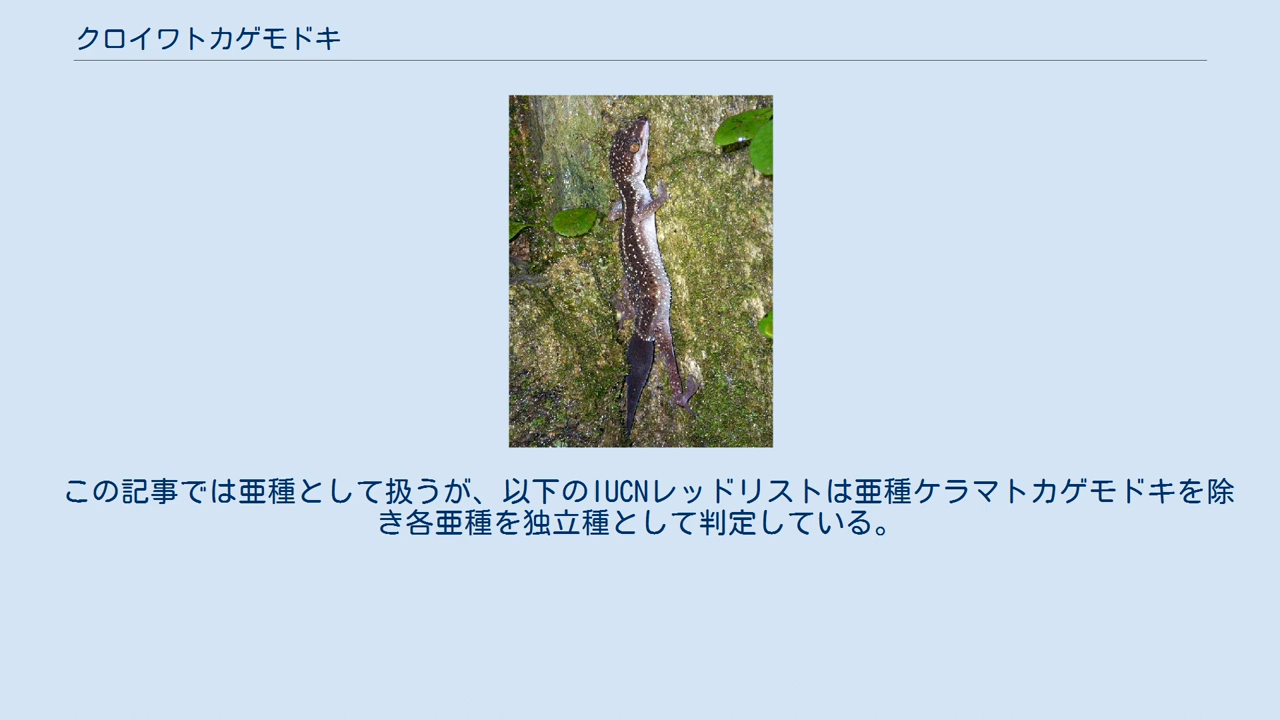 クロイワトカゲモドキ
この記事では亜種として扱うが、以下のIUCNレッドリストは亜種ケラマトカゲモドキを除
き各亜種を独立種として判定している。